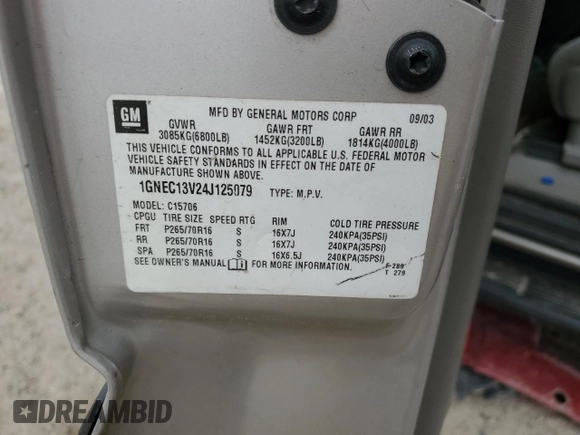 GM
MFD BY GENERAL MOTORS CORP 09/03
GVWR GAWR FRT GAWR RR
3085KG(6800LB) 1452KG(3200LB) 1814KG(4000LB)
THIS VEHICLE CONFORMS TO ALL APPLICABLE U.S. FEDERAL MOTOR
VEHICLE SAFETY STANDARDS IN EFFECT ON THE DATE OF
MANUFACTURE SHOWN ABOVE.
1GNEC13V24J125079 TYPE: M.P.V.
MODEL: C15706
CPGU TIRE SIZE SPEED RTG RIM COLD TIRE PRESSURE
FRT P265/70R16 S 16X7J 240KPA(35PSI)
RR P265/70R16 S 16X7J 240KPA(35PSI)
SPA P265/70R16 S 16X6.5J 240KPA(35PSI)
SEE OWNER'S MANUAL FOR MORE INFORMATION.
F 289
T 279
DREAMBID